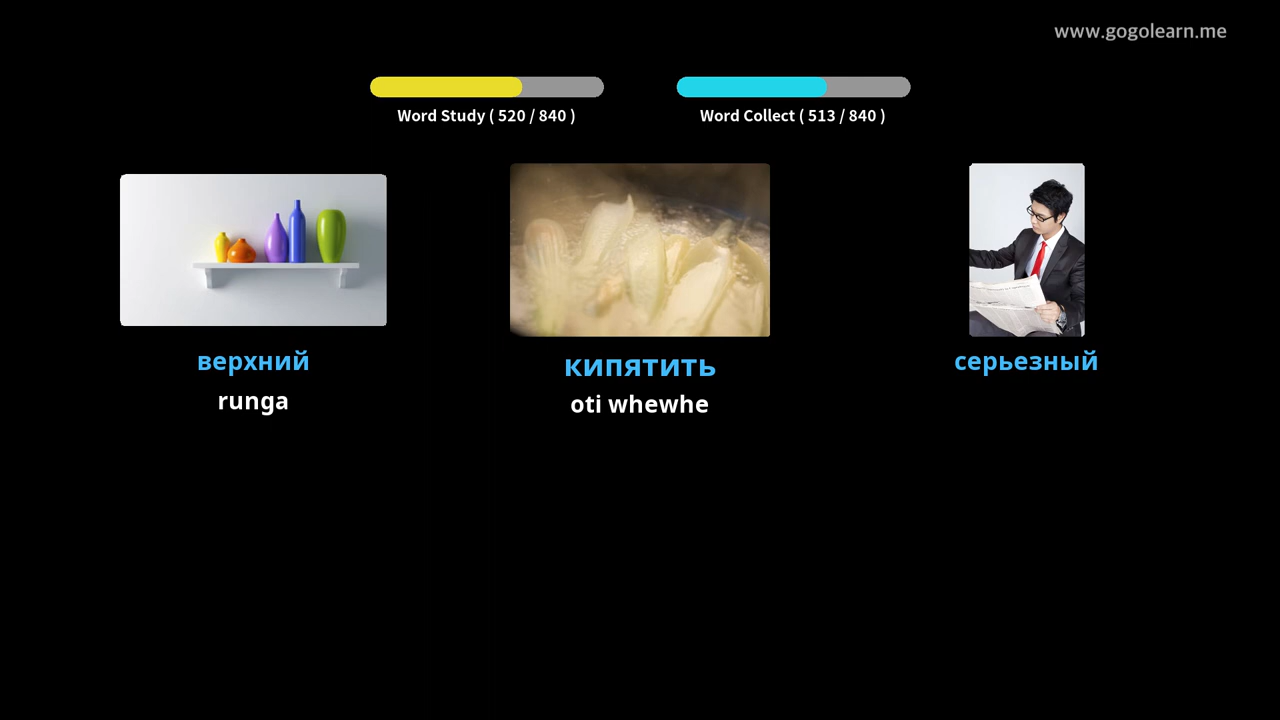 www.gogolearn.me
Word Study ( 520 / 840 )
Word Collect ( 513 / 840 )
верхний
runga
кипятить
oti whewhe
серьезный